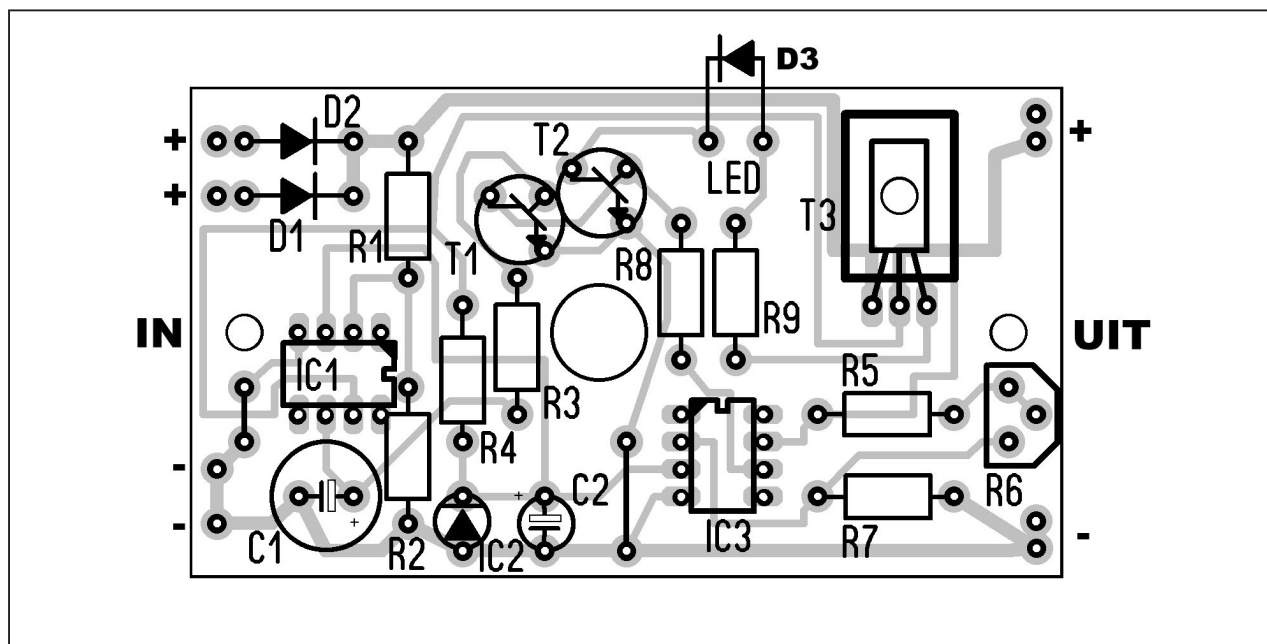 D3
D2
+
+
T2
LED
+
D1
R1
T1
T3
R8
R9
IN
UIT
IC1
R3
R5
R4
-
C2
R6
+
+
-
C1
R2
IC2
IC3
R7
-